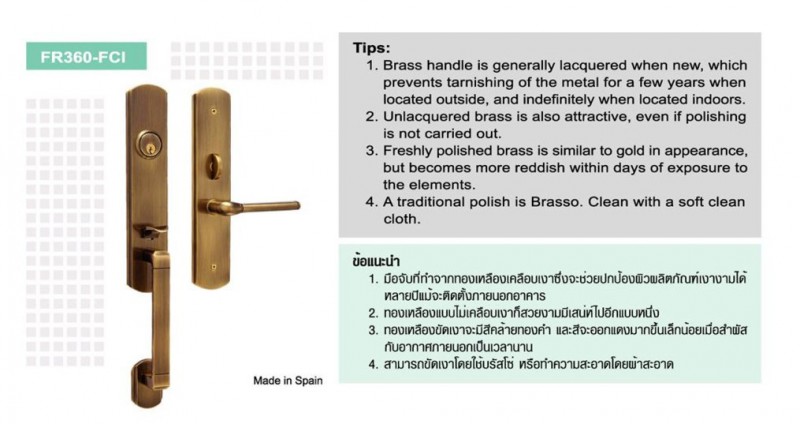 FR360-FCI
Made in Spain
Tips:
1. Brass handle is generally lacquered when new, which
prevents tarnishing of the metal for a few years when
located outside, and indefinitely when located indoors.
2. Unlacquered brass is also attractive, even if polishing
is not carried out.
3. Freshly polished brass is similar to gold in appearance,
but becomes more reddish within days of exposure to
the elements.
4. A traditional polish is Brasso. Clean with a soft clean
cloth.
ข้อแนะนำ
1. มือจับที่ทำจากทองเหลืองเคลือบเงาซึ่งจะช่วยปกป้องผิวผลิตภัณฑ์เงางามได้
หลายปีแม้จะติดตั้งภายนอกอาคาร
2. ทองเหลืองแบบไม่เคลือบเงาก็สวยงามมีเสน่ห์ไปอีกแบบหนึ่ง
3. ทองเหลืองขัดเงาจะมีสีคล้ายทองคำ และสีจะออกแดงมากขึ้นเล็กน้อยเมื่อสำผัส
กับอากาศภายนอกเป็นเวลานาน
4. สามารถขัดเงาโดยใช้บรัสโซ่ หรือทำความสะอาดโดยผ้าสะอาด